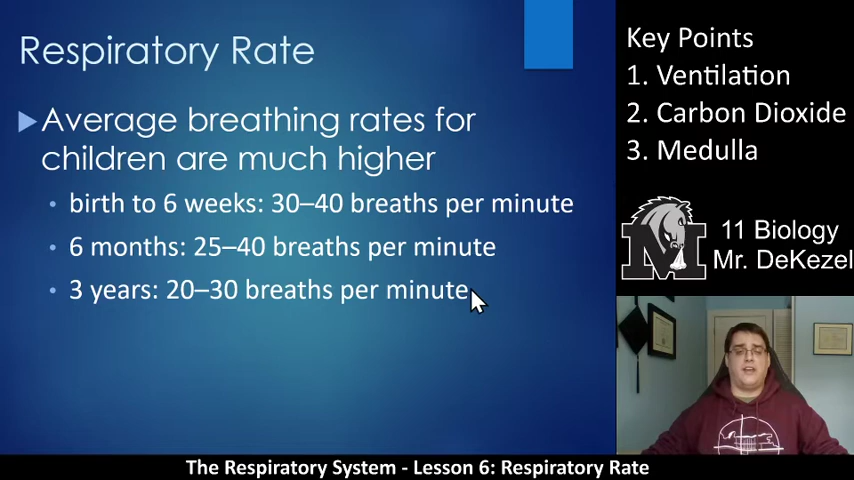 Respiratory Rate
Average breathing rates for
children are much higher
• birth to 6 weeks: 30–40 breaths per minute
• 6 months: 25–40 breaths per minute
• 3 years: 20–30 breaths per minute
Key Points
1. Ventilation
2. Carbon Dioxide
3. Medulla
M
11 Biology
Mr. DeKezel
The Respiratory System - Lesson 6: Respiratory Rate